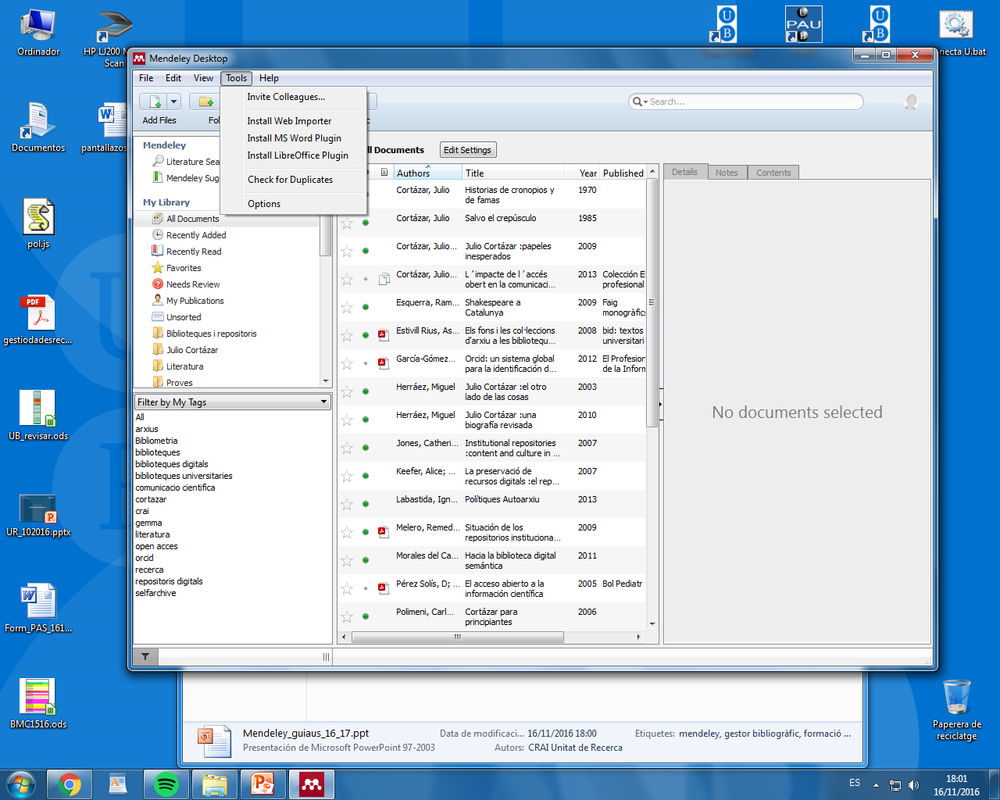 Ordinador
HP LJ200 M
Scan
Documentos
pantallazos
pol.js
PDF
gestiodadesrec...
UB_revisar.ods
UR_102016.pptx
Form_PAS_161...
BMC1516.ods
U
B
U
PAU
B
U
B
necta U.bat
Paperera de
reciclatge
Mendeley Desktop
File Edit View Tools Help
Add Files
Fol
c
Search...
Invite Colleagues...
Install Web Importer
Install MS Word Plugin
Install LibreOffice Plugin
Check for Duplicates
Options
Mendeley
Literature Sea
Mendeley Sug
My Library
All Documents
Recently Added
Recently Read
Favorites
Needs Review
My Publications
Unsorted
Biblioteques i repositoris
Julio Cortázar
Literatura
Proves
Filter by My Tags
All
arxius
Bibliometria
biblioteques
biblioteques digitals
biblioteques universitaries
comunicacio cientifica
cortazar
crai
gemma
literatura
open acces
orcid
recerca
repositoris digitals
selfarchive
ll Documents Edit Settings
Authors Title Year Published
Cortázar, Julio Historias de cronopios y 1970
de famas
Cortázar, Julio Salvo el crepúsculo 1985
Cortázar, Julio... Julio Cortázar :papeles 2009
inesperados
Cortázar, Julio... L´impacte de l´accés 2013 Colección E
obert en la comunicaci... profesional
Esquerra, Ram... Shakespeare a 2009 Faig
Catalunya monogràfics
Estivill Rius, As... Els fons i les col·leccions 2008 bid: textos
d'arxiu a les bibliotequ... universitari
García-Gómez... Orcid: un sistema global 2012 El Profesion
para la identificación d... de la Inform
Herráez, Miguel Julio Cortázar :el otro 2003
lado de las cosas
Herráez, Miguel Julio Cortázar :una 2010
biografía revisada
Jones, Catheri... Institutional repositories 2007
:content and culture in ...
Keefer, Alice; ... La preservació de 2007
recursos digitals :el rep...
Labastida, Ign... Polítiques Autoarxiu 2013
Melero, Remed... Situación de los 2009
repositorios instituciona...
Morales del Ca... Hacia la biblioteca digital 2011
semántica
Pérez Solís, D; ... El acceso abierto a la 2005 Bol Pediatr
información científica
Polimeni, Carl... Cortázar para 2006
principiantes
Details Notes Contents
No documents selected
Mendeley_guiaus_16_17.ppt Data de modificaci... 16/11/2016 18:00 Etiquetes: mendeley, gestor bibliogràfic, formació ...
Presentación de Microsoft PowerPoint 97-2003 Autors: CRAI Unitat de Recerca
ES
18:01
16/11/2016